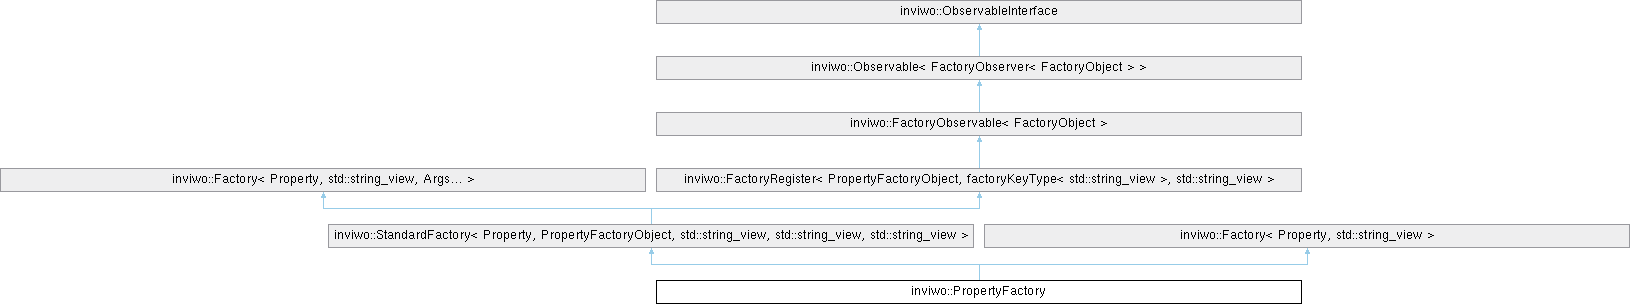 inviwo::ObservableInterface
inviwo::Observable< FactoryObserver< FactoryObject > >
inviwo::FactoryObservable< FactoryObject >
inviwo::Factory< Property, std::string_view, Args... >
inviwo::FactoryRegister< PropertyFactoryObject, factoryKeyType< std::string_view >, std::string_view >
inviwo::StandardFactory< Property, PropertyFactoryObject, std::string_view, std::string_view, std::string_view >
inviwo::Factory< Property, std::string_view >
inviwo::PropertyFactory